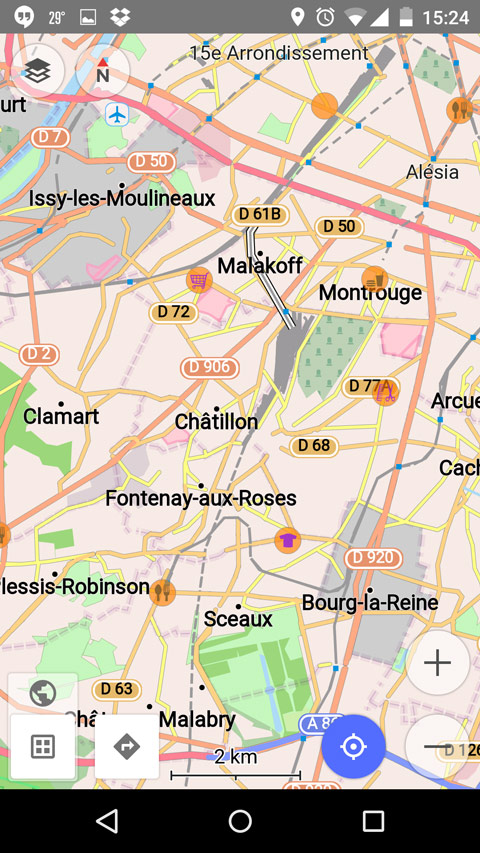 29°
15:24
15e Arrondissement
N
urt
D 7
D 50
Alésia
Issy-les-Moulineaux
D 61B
D 50
Malakoff
Montrouge
D 72
D 2
D 906
D 77A
Arcue
Clamart
Châtillon
D 68
Cach
Fontenay-aux-Roses
D 920
lessis-Robinson
Bourg-la-Reine
Sceaux
D 63
Malabry
A 86
2 km
D 126